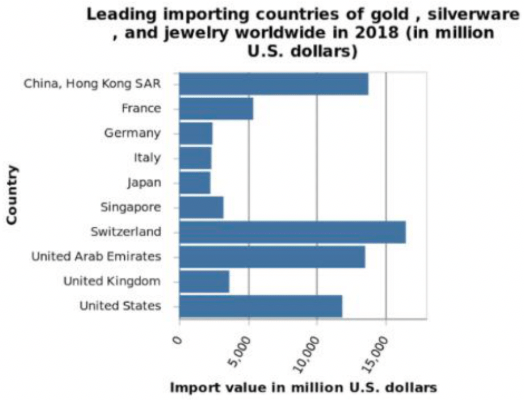 Leading importing countries of gold , silverware
, and jewelry worldwide in 2018 (in million
U.S. dollars)
China, Hong Kong SAR
France
Germany
Italy
Japan
Singapore
Switzerland
United Arab Emirates
United Kingdom
United States
Country
0
5,000
10,000
15,000
Import value in million U.S. dollars